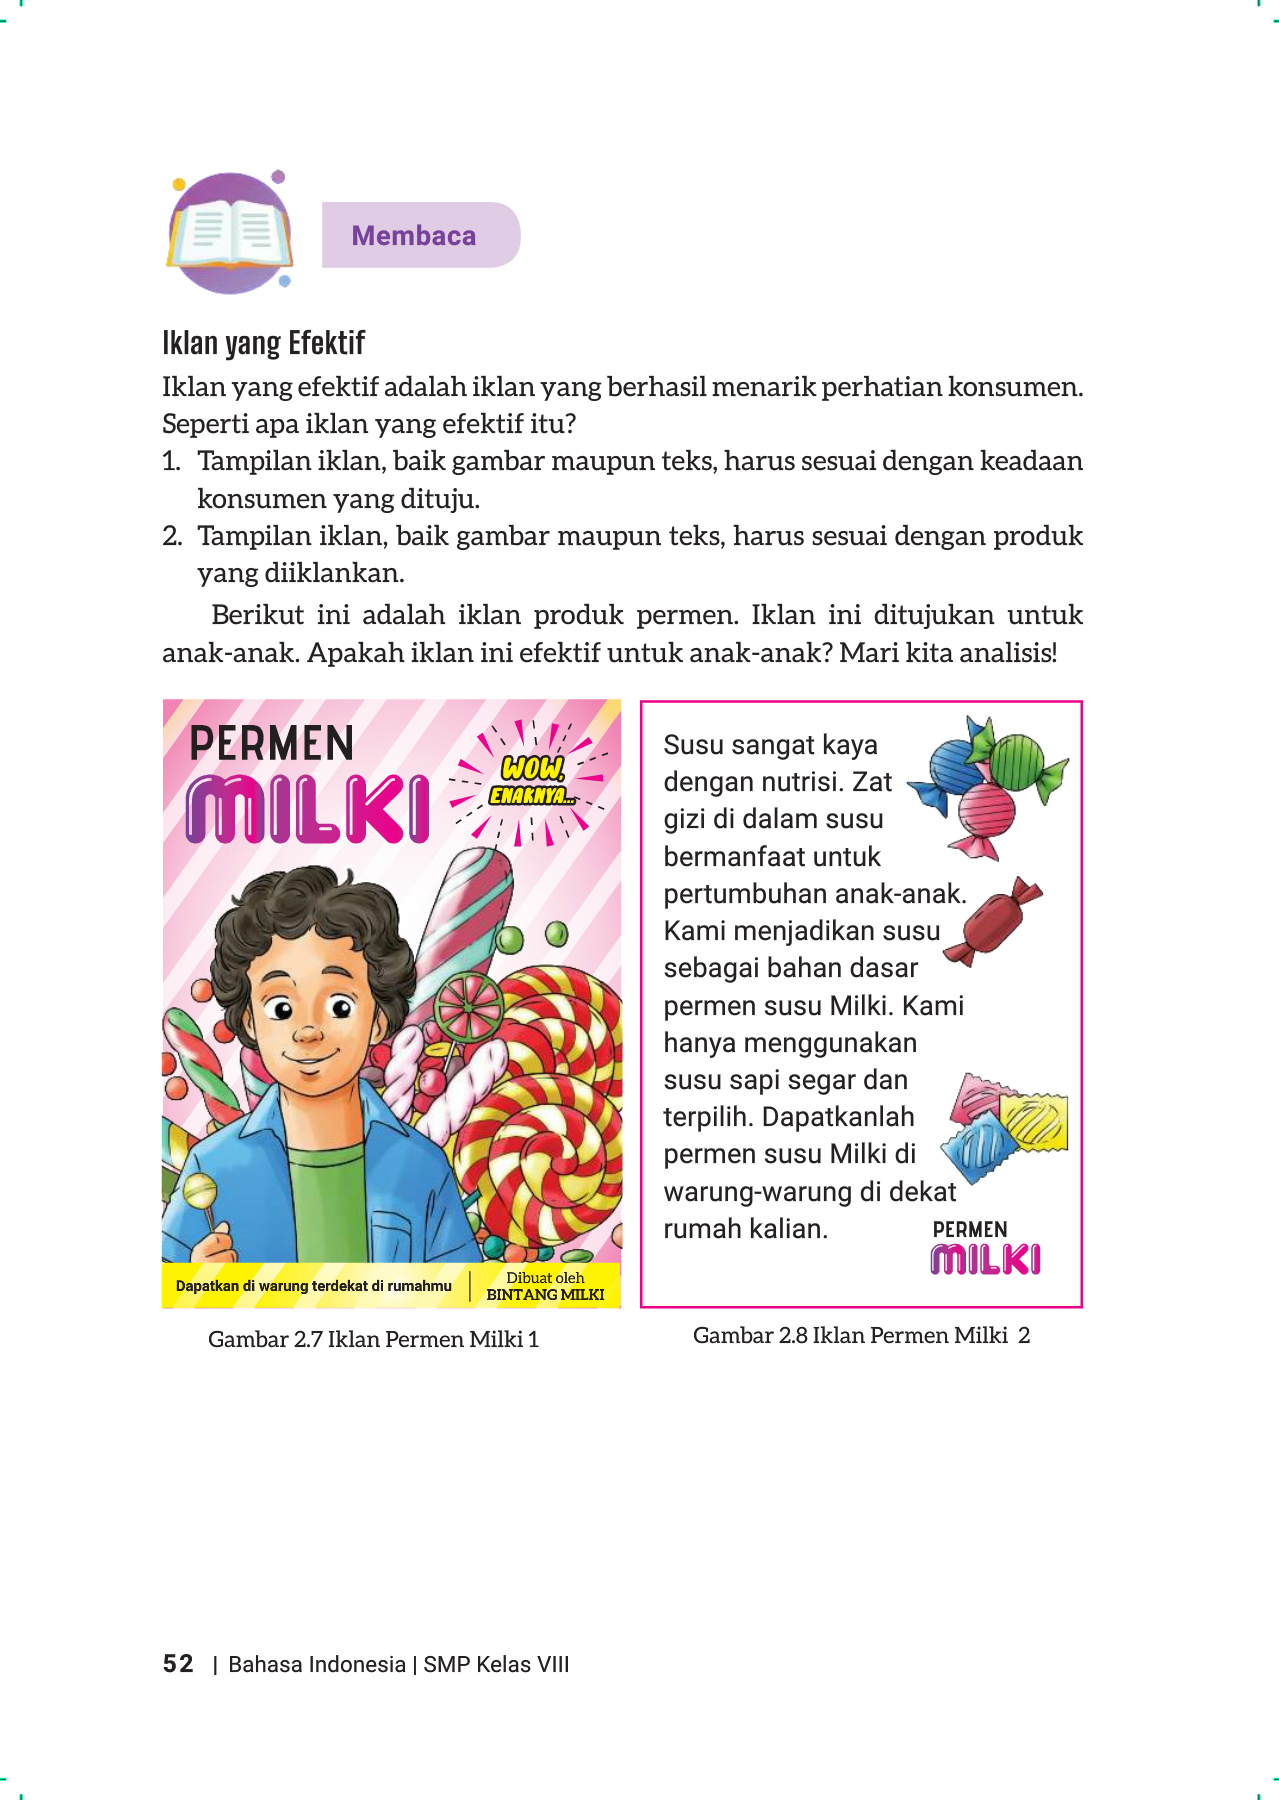 Membaca
Iklan yang Efektif
Iklan yang efektif adalah iklan yang berhasil menarik perhatian konsumen.
Seperti apa iklan yang efektif itu?
1. Tampilan iklan, baik gambar maupun teks, harus sesuai dengan keadaan
konsumen yang dituju.
2. Tampilan iklan, baik gambar maupun teks, harus sesuai dengan produk
yang diiklankan.
Berikut ini adalah iklan produk permen. Iklan ini ditujukan untuk
anak-anak. Apakah iklan ini efektif untuk anak-anak? Mari kita analisis!
PERMEN
MILKI
WOW,
ENAKNYA...
Dapatkan di warung terdekat di rumahmu
Dibuat oleh
BINTANG MILKI
Gambar 2.7 Iklan Permen Milki 1
Susu sangat kaya
dengan nutrisi. Zat
gizi di dalam susu
bermanfaat untuk
pertumbuhan anak-anak.
Kami menjadikan susu
sebagai bahan dasar
permen susu Milki. Kami
hanya menggunakan
susu sapi segar dan
terpilih. Dapatkanlah
permen susu Milki di
warung-warung di dekat
rumah kalian.
PERMEN
MILKI
Gambar 2.8 Iklan Permen Milki 2
52 | Bahasa Indonesia | SMP Kelas VIII